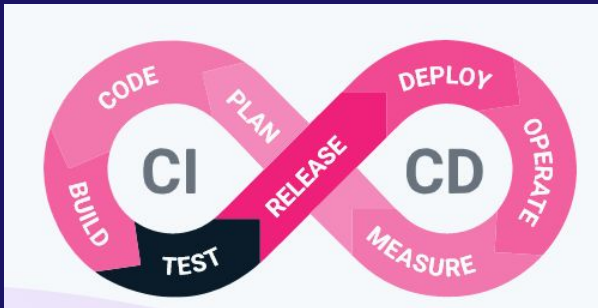 PLAN
CODE
BUILD
TEST
RELEASE
DEPLOY
OPERATE
MEASURE
CI
CD